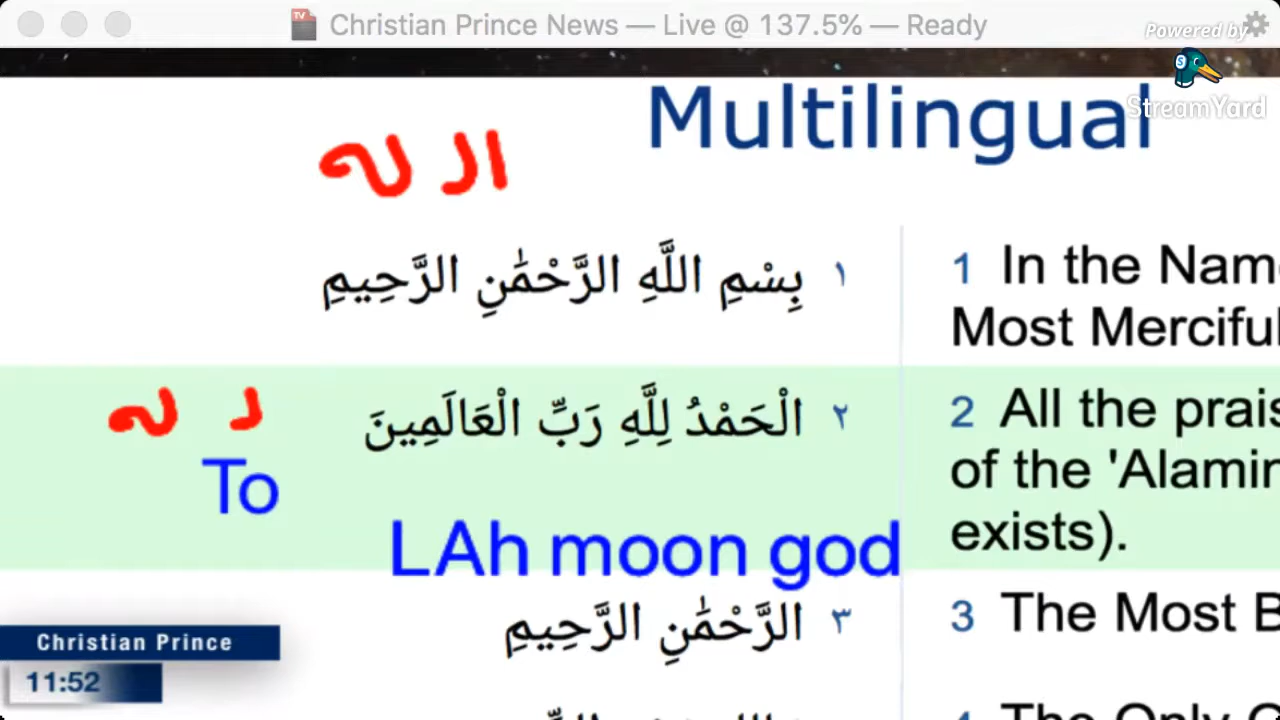 Christian Prince News — Live @ 137.5% — Ready
Powered by
StreamYard
Multilingual
ال له
١ بِسْمِ اللَّهِ الرَّحْمَٰنِ الرَّحِيمِ
1 In the Nam
Most Merciful
٢ الْحَمْدُ لِلَّهِ رَبِّ الْعَالَمِينَ
2 All the prais
of the 'Alamin
exists).
To
LAh moon god
٣ الرَّحْمَٰنِ الرَّحِيمِ
3 The Most B
Christian Prince
11:52